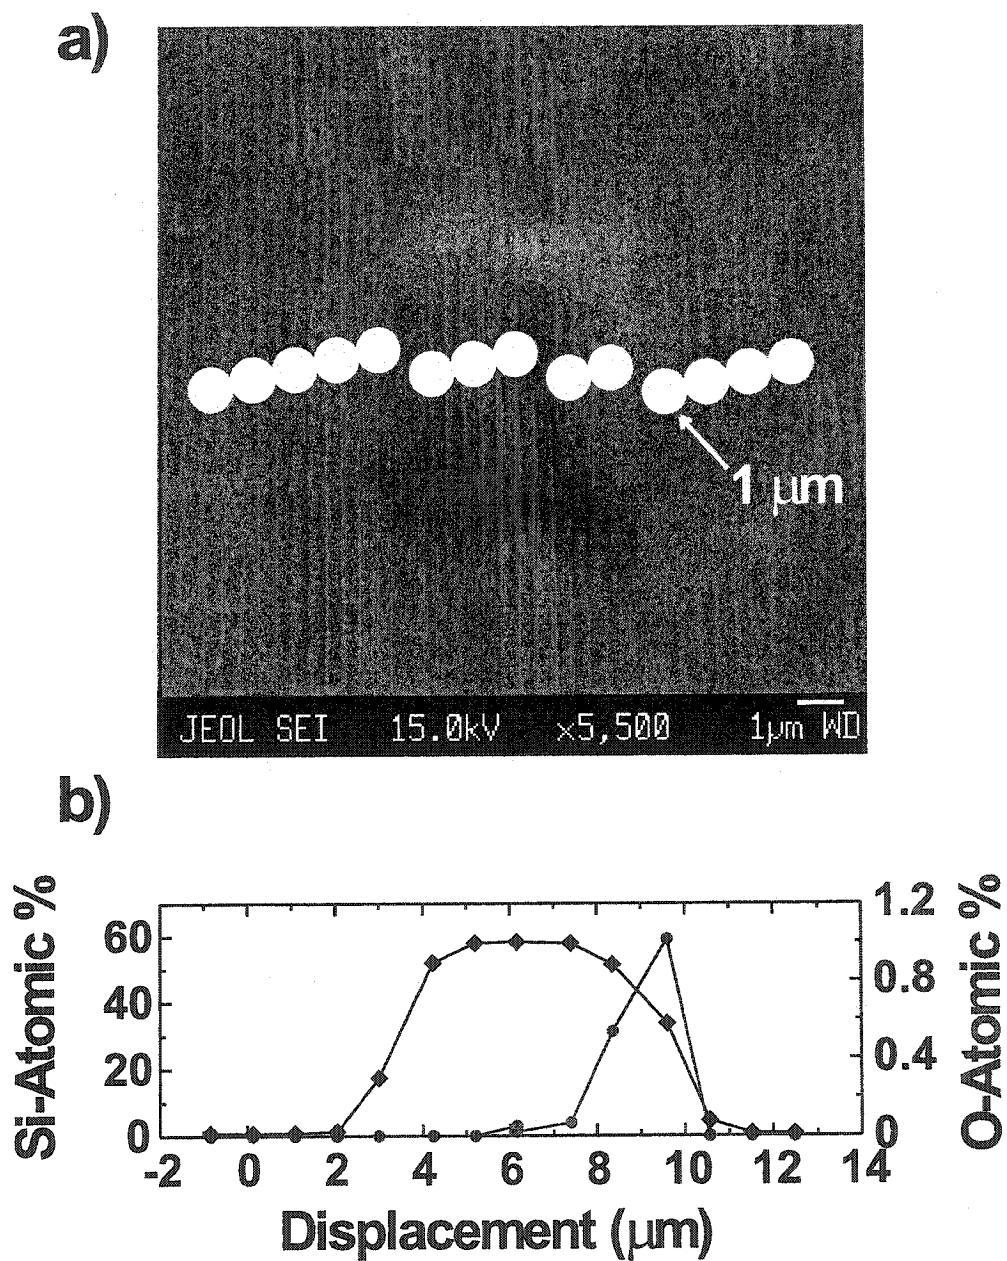 a)
1 μm
JEOL SEI 15.0kV x5,500 1μm WD
b)
Si-Atomic %
60
40
20
0
O-Atomic %
1.2
0.8
0.4
0
-2 0 2 4 6 8 10 12 14
Displacement (μm)